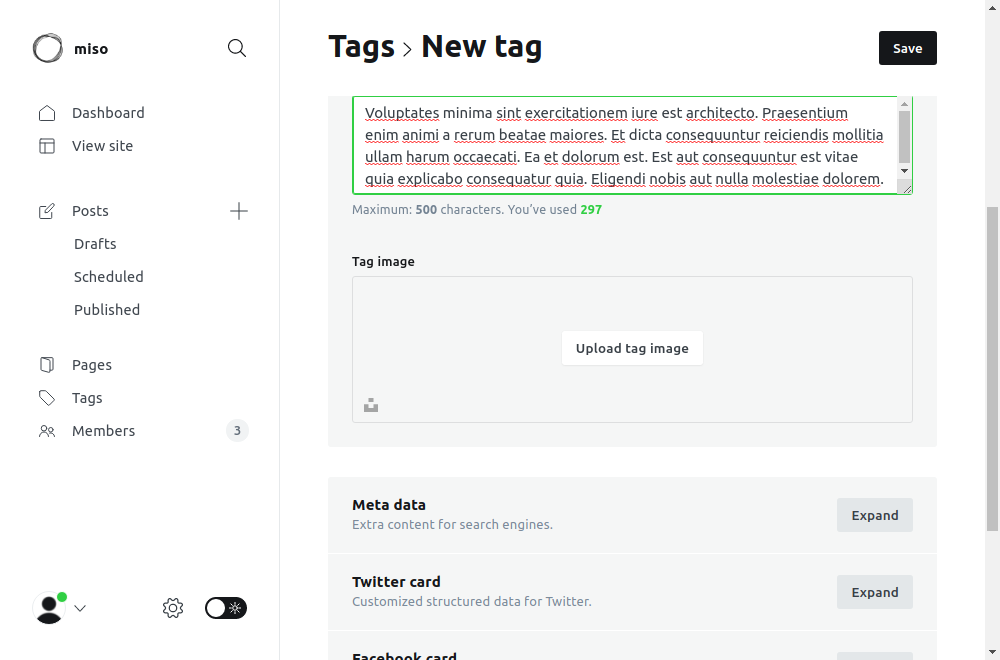 miso
Dashboard
View site
Posts
Drafts
Scheduled
Published
Pages
Tags
Members 3
Tags > New tag
Save
Voluptates minima sint exercitationem iure est architecto. Praesentium
enim animi a rerum beatae maiores. Et dicta consequuntur reiciendis mollitia
ullam harum occaecati. Ea et dolorum est. Est aut consequuntur est vitae
quia explicabo consequatur quia. Eligendi nobis aut nulla molestiae dolorem.
Maximum: 500 characters. You’ve used 297
Tag image
Upload tag image
Meta data
Extra content for search engines.
Expand
Twitter card
Customized structured data for Twitter.
Expand
Facebook card